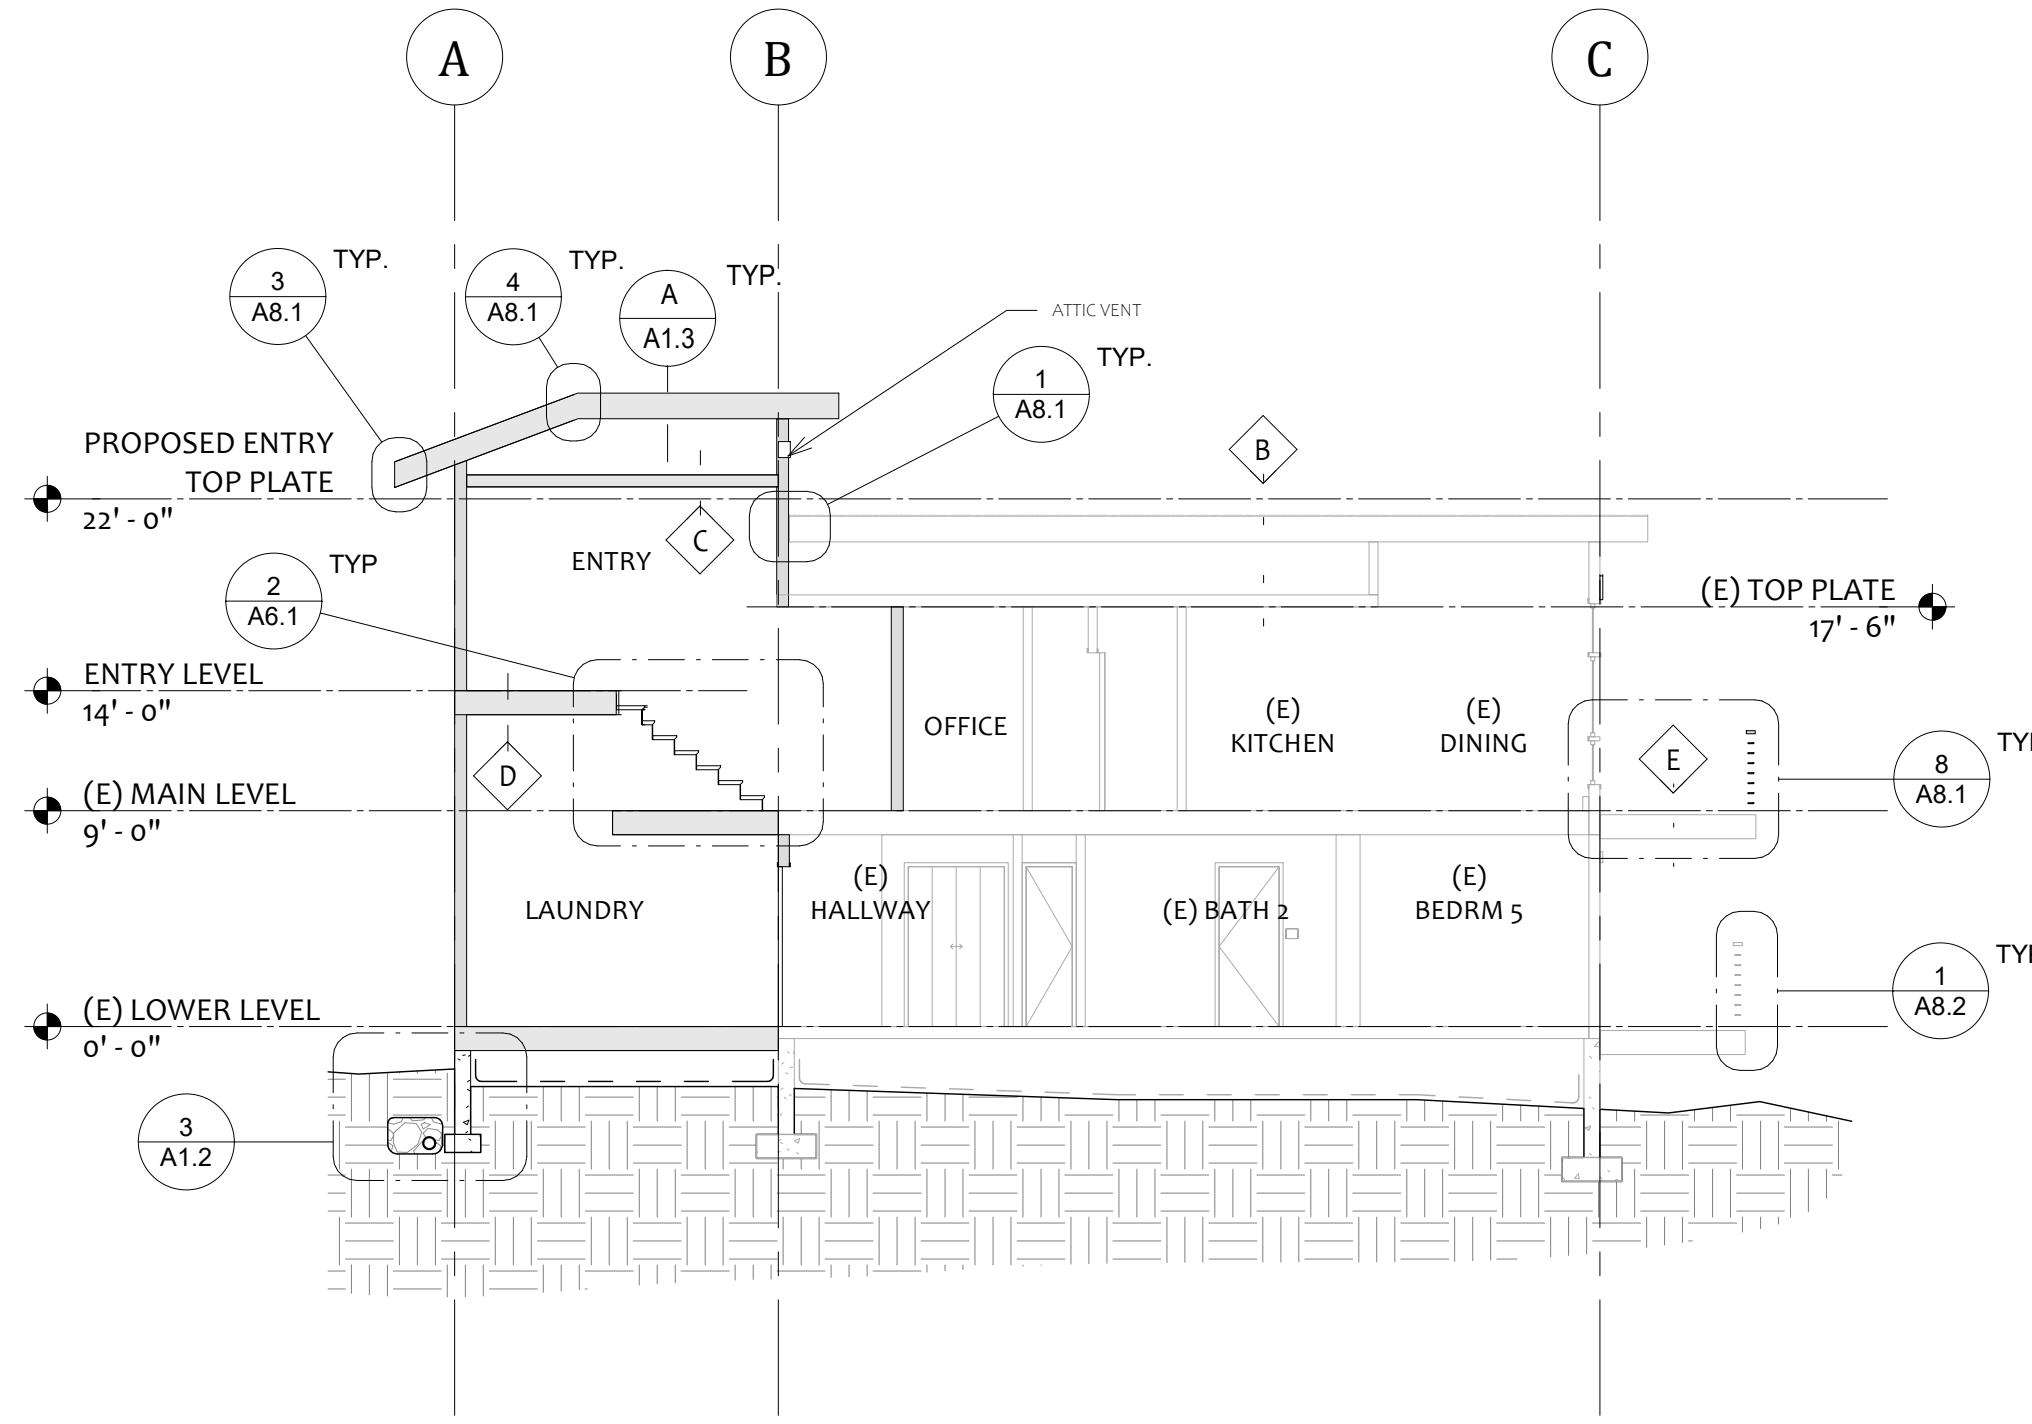 A
B
C
3
A8.1
TYP.
4
A8.1
TYP.
A
A1.3
TYP.
ATTIC VENT
1
A8.1
TYP.
PROPOSED ENTRY
TOP PLATE
22' - 0"
B
C
ENTRY
2
A6.1
TYP
(E) TOP PLATE
17' - 6"
ENTRY LEVEL
14' - 0"
OFFICE
(E)
KITCHEN
(E)
DINING
D
E
8
A8.1
TY
(E) MAIN LEVEL
9' - 0"
LAUNDRY
(E)
HALLWAY
(E) BATH 2
(E)
BEDRM 5
1
A8.2
TY
(E) LOWER LEVEL
0' - 0"
3
A1.2